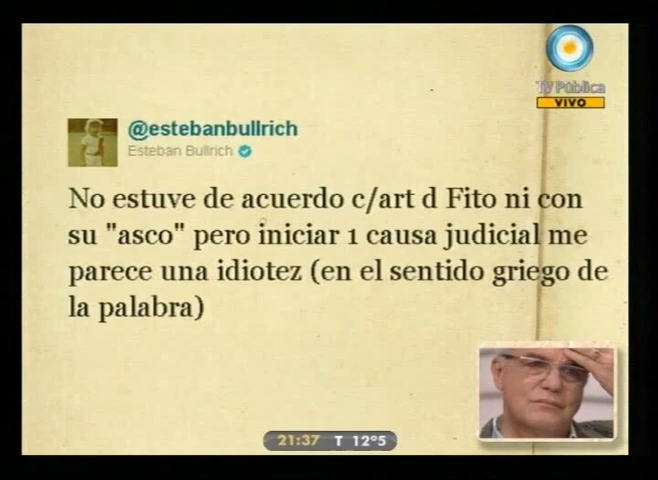 TV Pública
VIVO
@estebanbullrich
Esteban Bullrich
No estuve de acuerdo c/art d Fito ni con
su "asco" pero iniciar 1 causa judicial me
parece una idiotez (en el sentido griego de
la palabra)
21:37 T 12°5